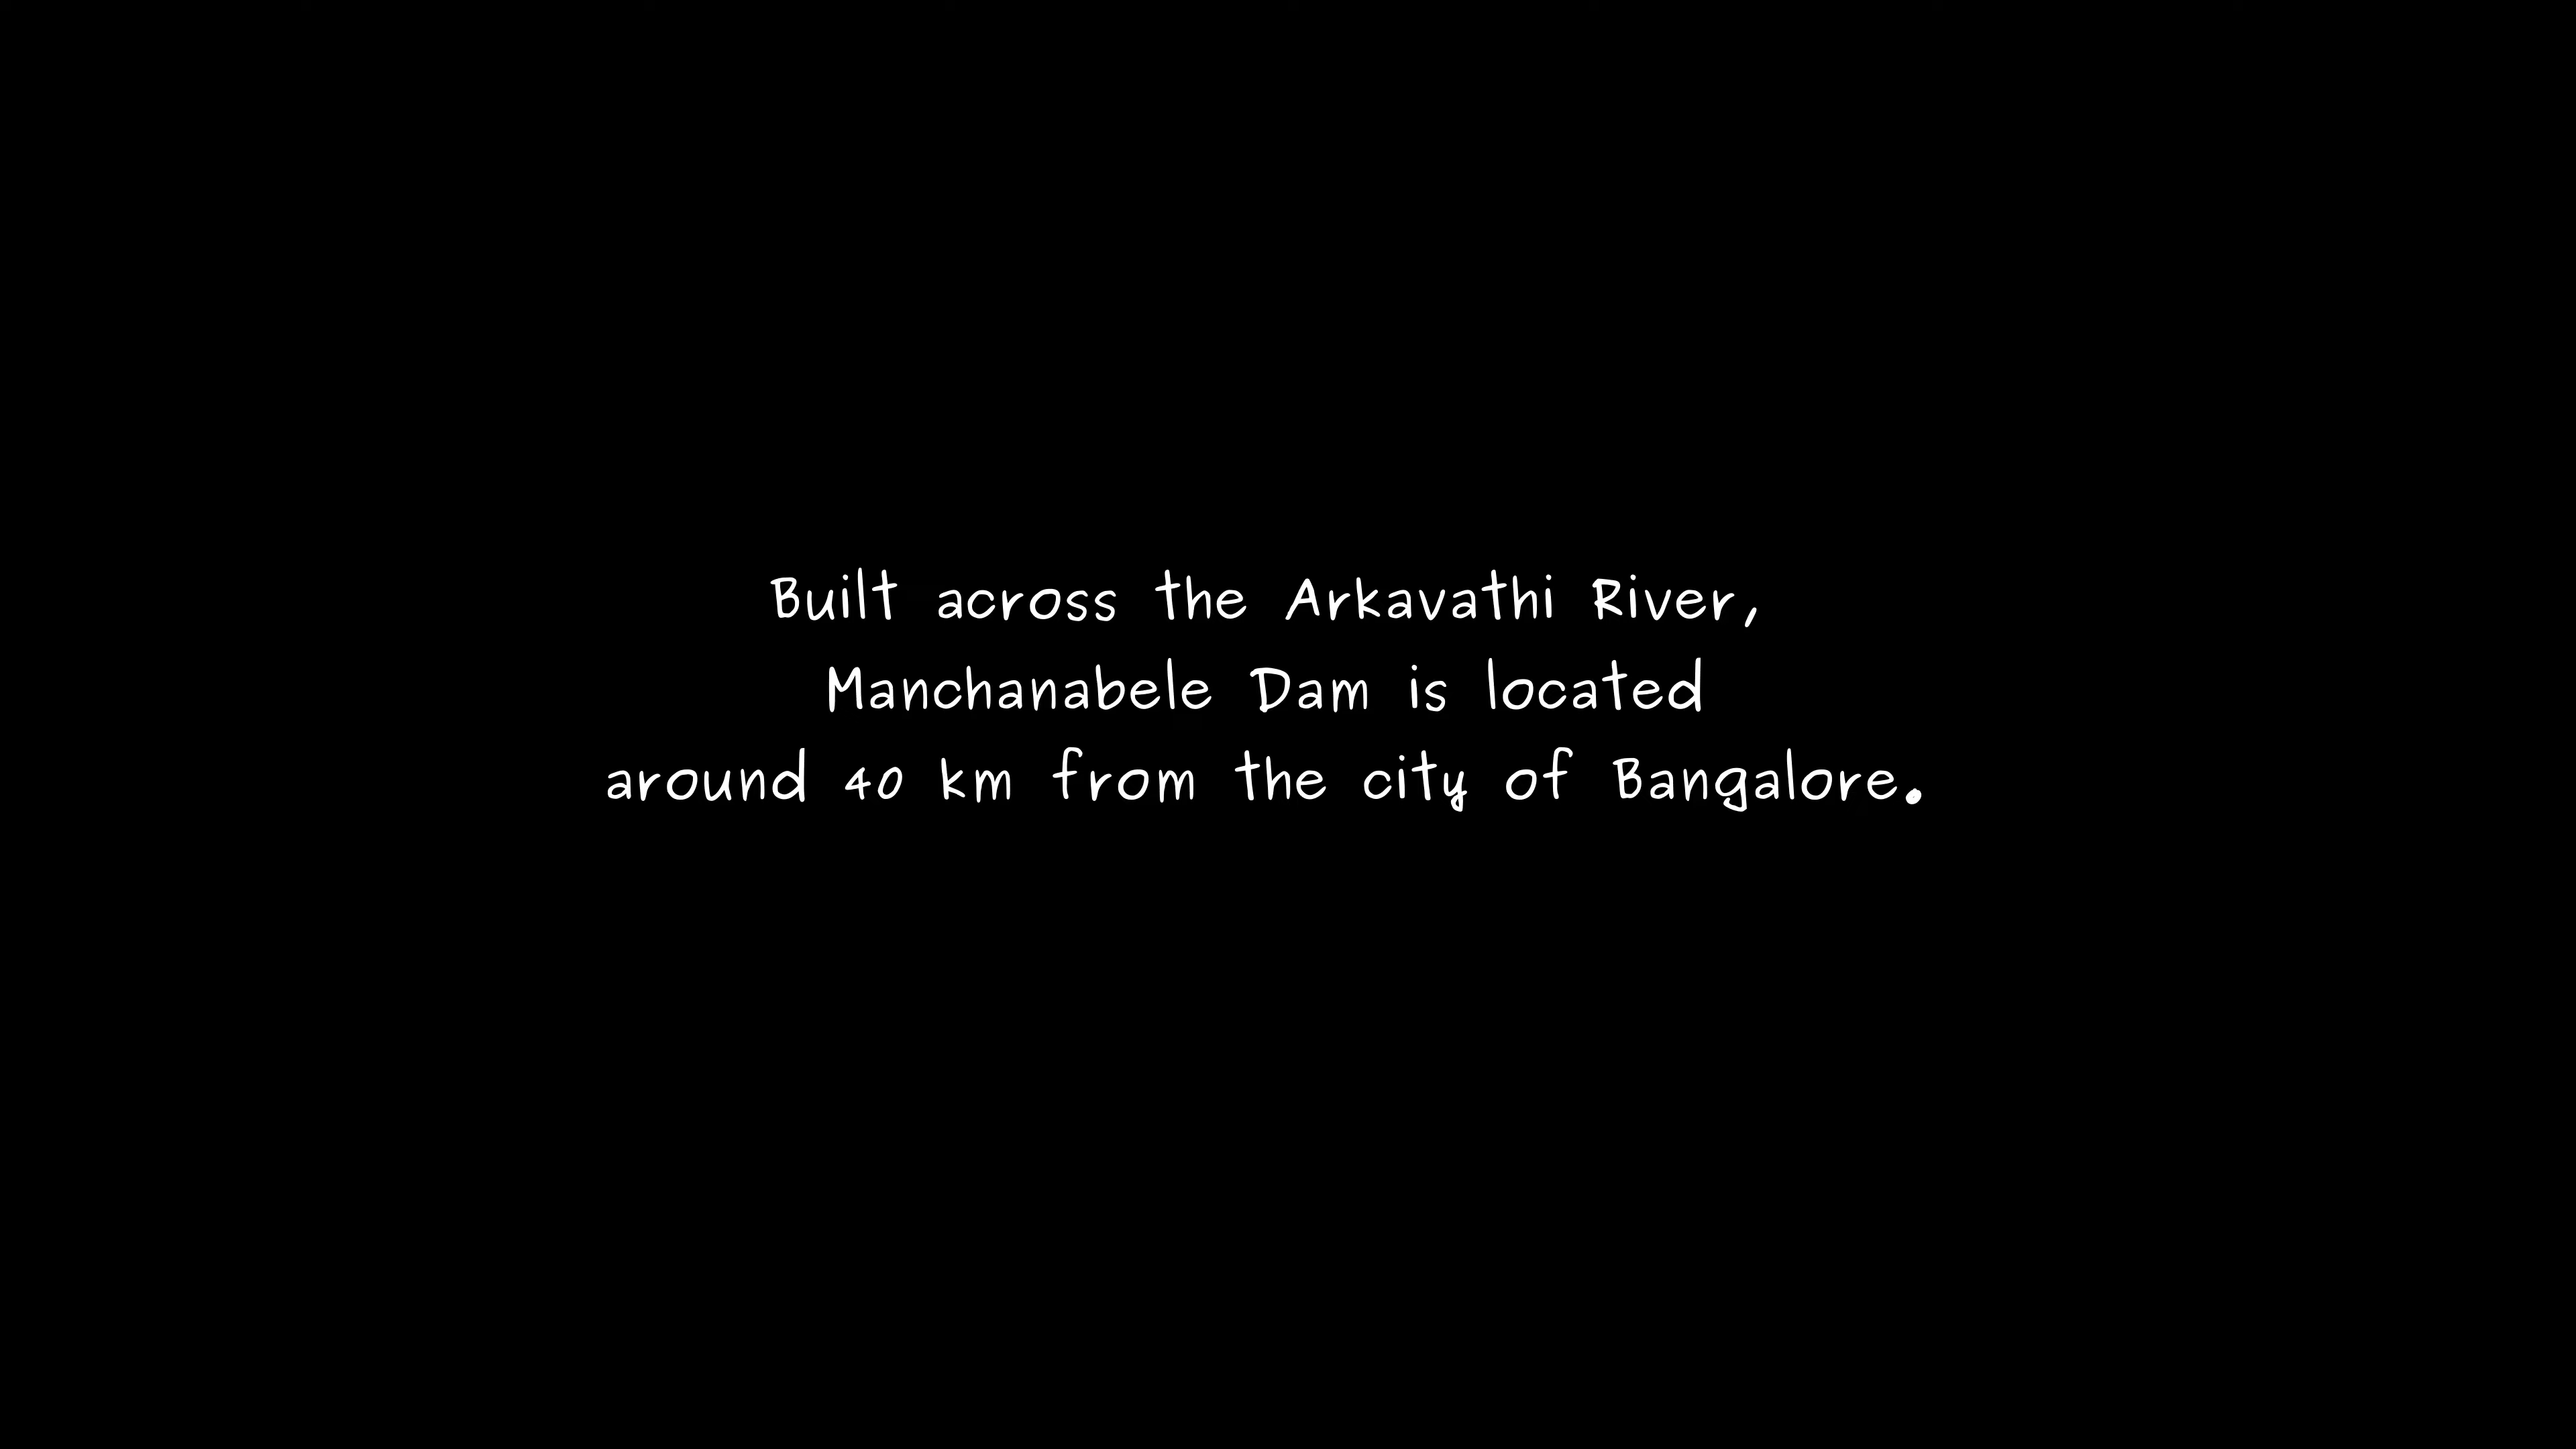 Built across the Arkavathi River,
Manchanabele Dam is located
around 40 km from the city of Bangalore.